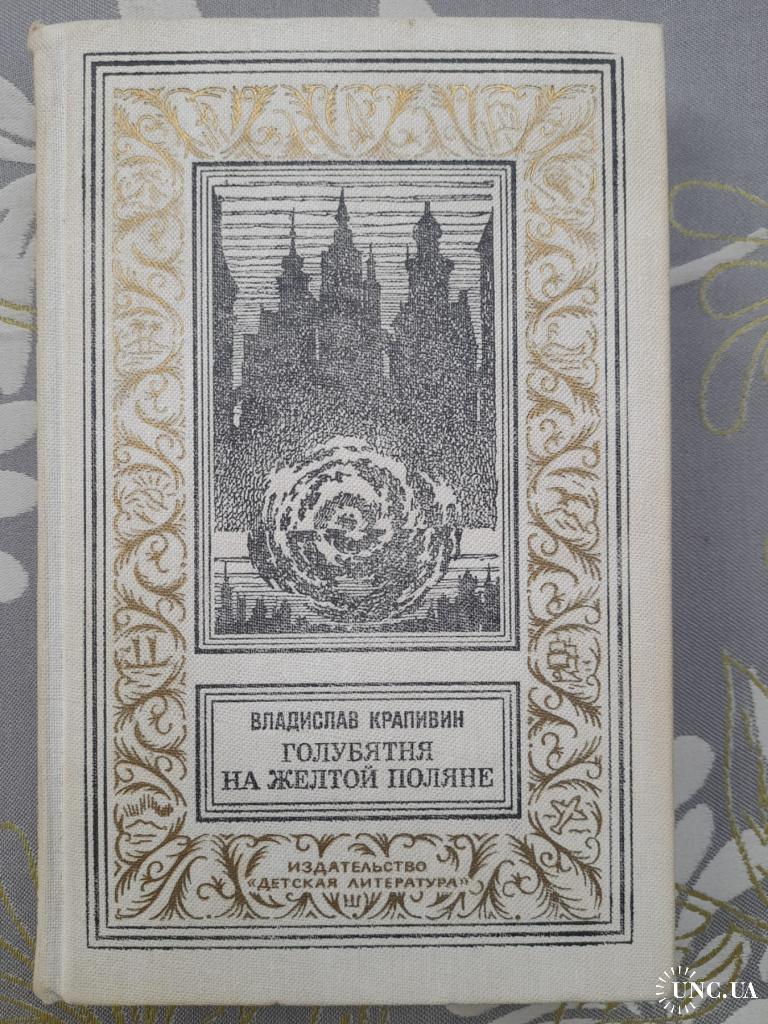 ВЛАДИСЛАВ КРАПИВИН
ГОЛУБЯТНЯ
НА ЖЕЛТОЙ ПОЛЯНЕ
ИЗДАТЕЛЬСТВО
«ДЕТСКАЯ ЛИТЕРАТУРА»
UNC.UA